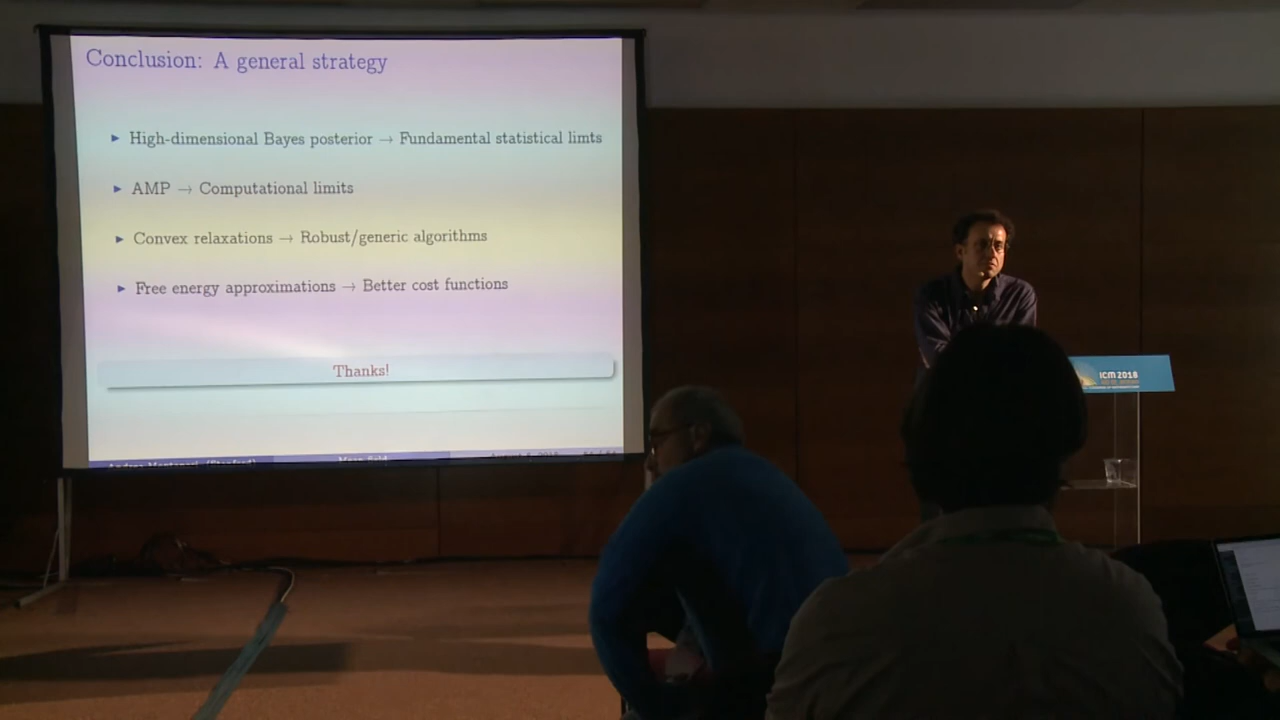 Conclusion: A general strategy
► High-dimensional Bayes posterior → Fundamental statistical limts
► AMP → Computational limits
► Convex relaxations → Robust/generic algorithms
► Free energy approximations → Better cost functions
Thanks!
ICM 2018